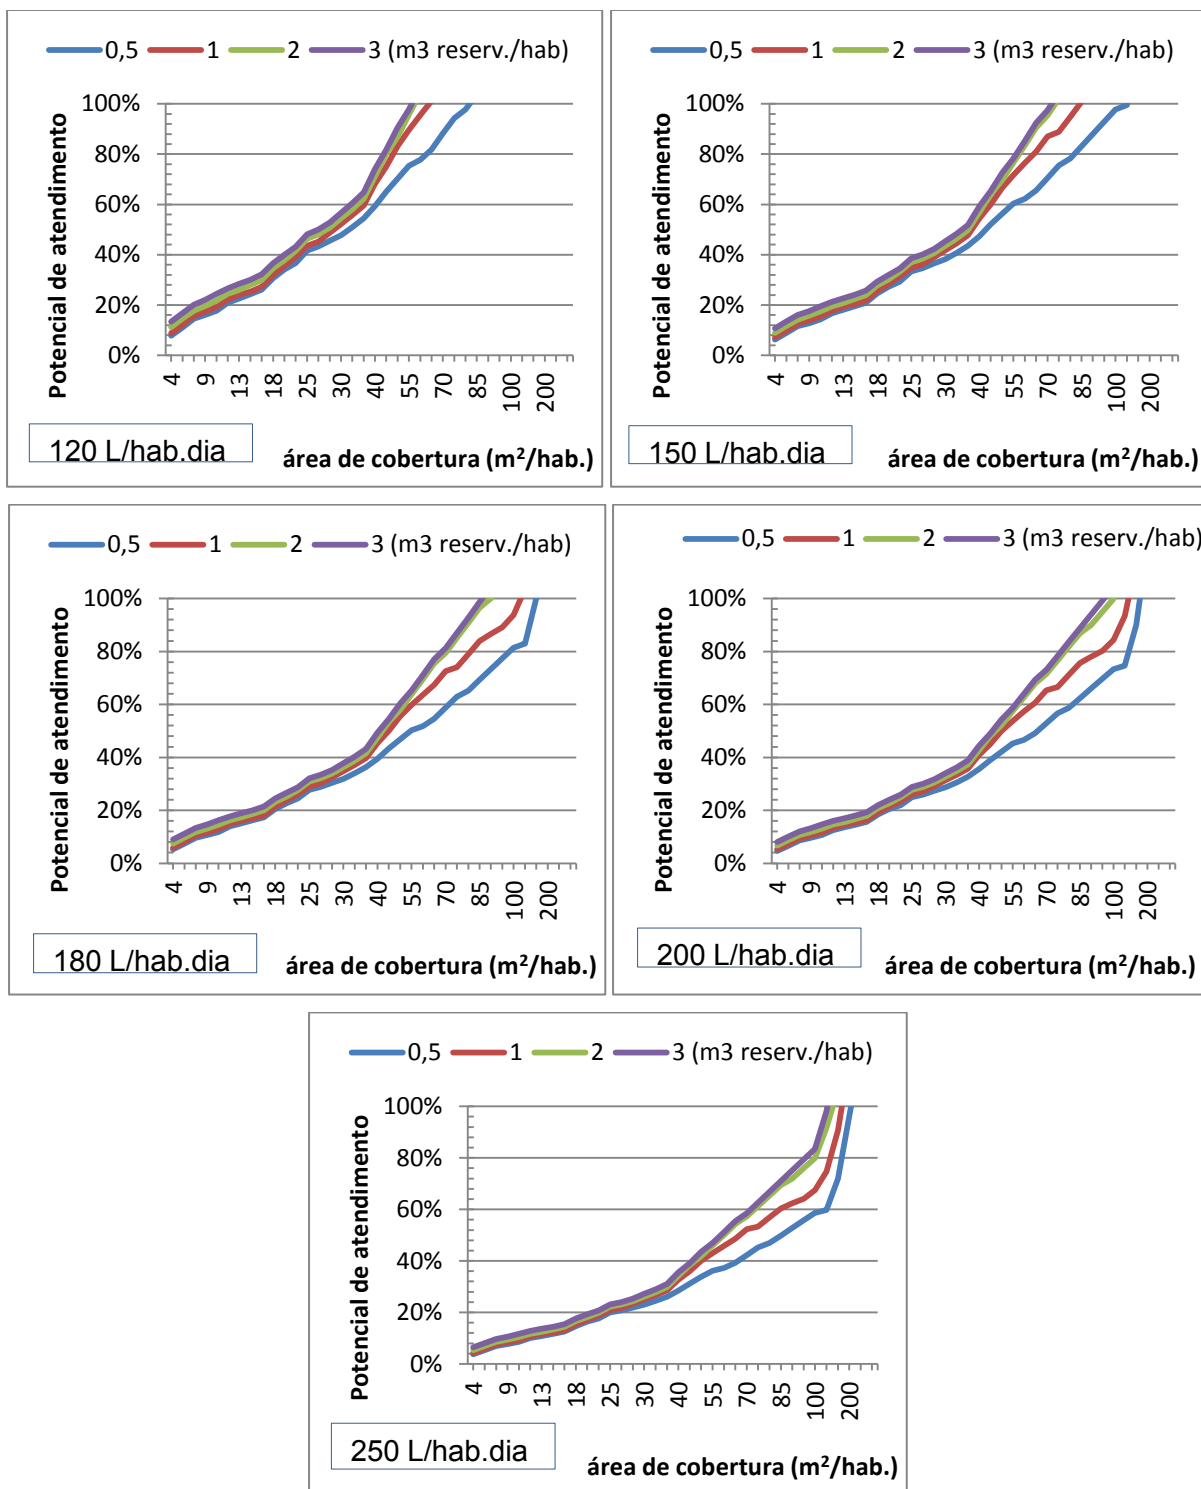 0,5 1 2 3 (m3 reserv./hab)
100%
80%
60%
40%
20%
0%
Potencial de atendimento
4 9 13 18 25 30 40 55 70 85 100 200
120 L/hab.dia
área de cobertura (m²/hab.)
0,5 1 2 3 (m3 reserv./hab)
100%
80%
60%
40%
20%
0%
Potencial de atendimento
4 9 13 18 25 30 40 55 70 85 100 200
150 L/hab.dia
área de cobertura (m²/hab.)
0,5 1 2 3 (m3 reserv./hab)
100%
80%
60%
40%
20%
0%
Potencial de atendimento
4 9 13 18 25 30 40 55 70 85 100 200
180 L/hab.dia
área de cobertura (m²/hab.)
0,5 1 2 3 (m3 reserv./hab)
100%
80%
60%
40%
20%
0%
Potencial de atendimento
4 9 13 18 25 30 40 55 70 85 100 200
200 L/hab.dia
área de cobertura (m²/hab.)
0,5 1 2 3 (m3 reserv./hab)
100%
80%
60%
40%
20%
0%
Potencial de atendimento
4 9 13 18 25 30 40 55 70 85 100 200
250 L/hab.dia
área de cobertura (m²/hab.)